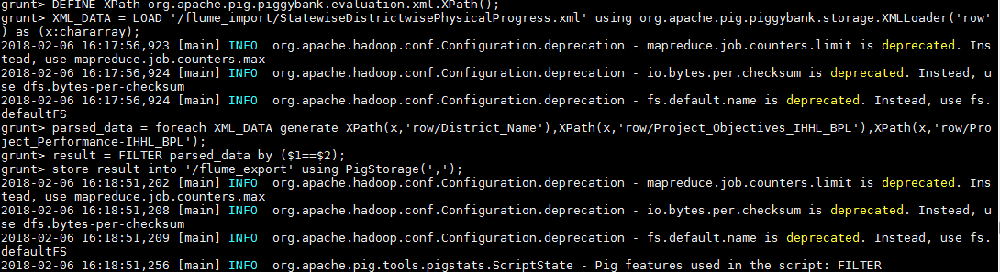 grunt> DEFINE XPath org.apache.pig.piggybank.evaluation.xml.XPath();
grunt> XML_DATA = LOAD '/flume_import/StatewiseDistrictwisePhysicalProgress.xml' using org.apache.pig.piggybank.storage.XMLLoader('row'
) as (x:chararray);
2018-02-06 16:17:56,923 [main] INFO  org.apache.hadoop.conf.Configuration.deprecation - mapreduce.job.counters.limit is deprecated. Ins
tead, use mapreduce.job.counters.max
2018-02-06 16:17:56,924 [main] INFO  org.apache.hadoop.conf.Configuration.deprecation - io.bytes.per.checksum is deprecated. Instead, u
se dfs.bytes-per-checksum
2018-02-06 16:17:56,924 [main] INFO  org.apache.hadoop.conf.Configuration.deprecation - fs.default.name is deprecated. Instead, use fs.
defaultFS
grunt> parsed_data = foreach XML_DATA generate XPath(x,'row/District_Name'),XPath(x,'row/Project_Objectives_IHHL_BPL'),XPath(x,'row/Pro
ject_Performance-IHHL_BPL');
grunt> result = FILTER parsed_data by ($1==$2);
grunt> store result into '/flume_export' using PigStorage(',');
2018-02-06 16:18:51,202 [main] INFO  org.apache.hadoop.conf.Configuration.deprecation - mapreduce.job.counters.limit is deprecated. Ins
tead, use mapreduce.job.counters.max
2018-02-06 16:18:51,208 [main] INFO  org.apache.hadoop.conf.Configuration.deprecation - io.bytes.per.checksum is deprecated. Instead, u
se dfs.bytes-per-checksum
2018-02-06 16:18:51,209 [main] INFO  org.apache.hadoop.conf.Configuration.deprecation - fs.default.name is deprecated. Instead, use fs.
defaultFS
2018-02-06 16:18:51,256 [main] INFO  org.apache.pig.tools.pigstats.ScriptState - Pig features used in the script: FILTER